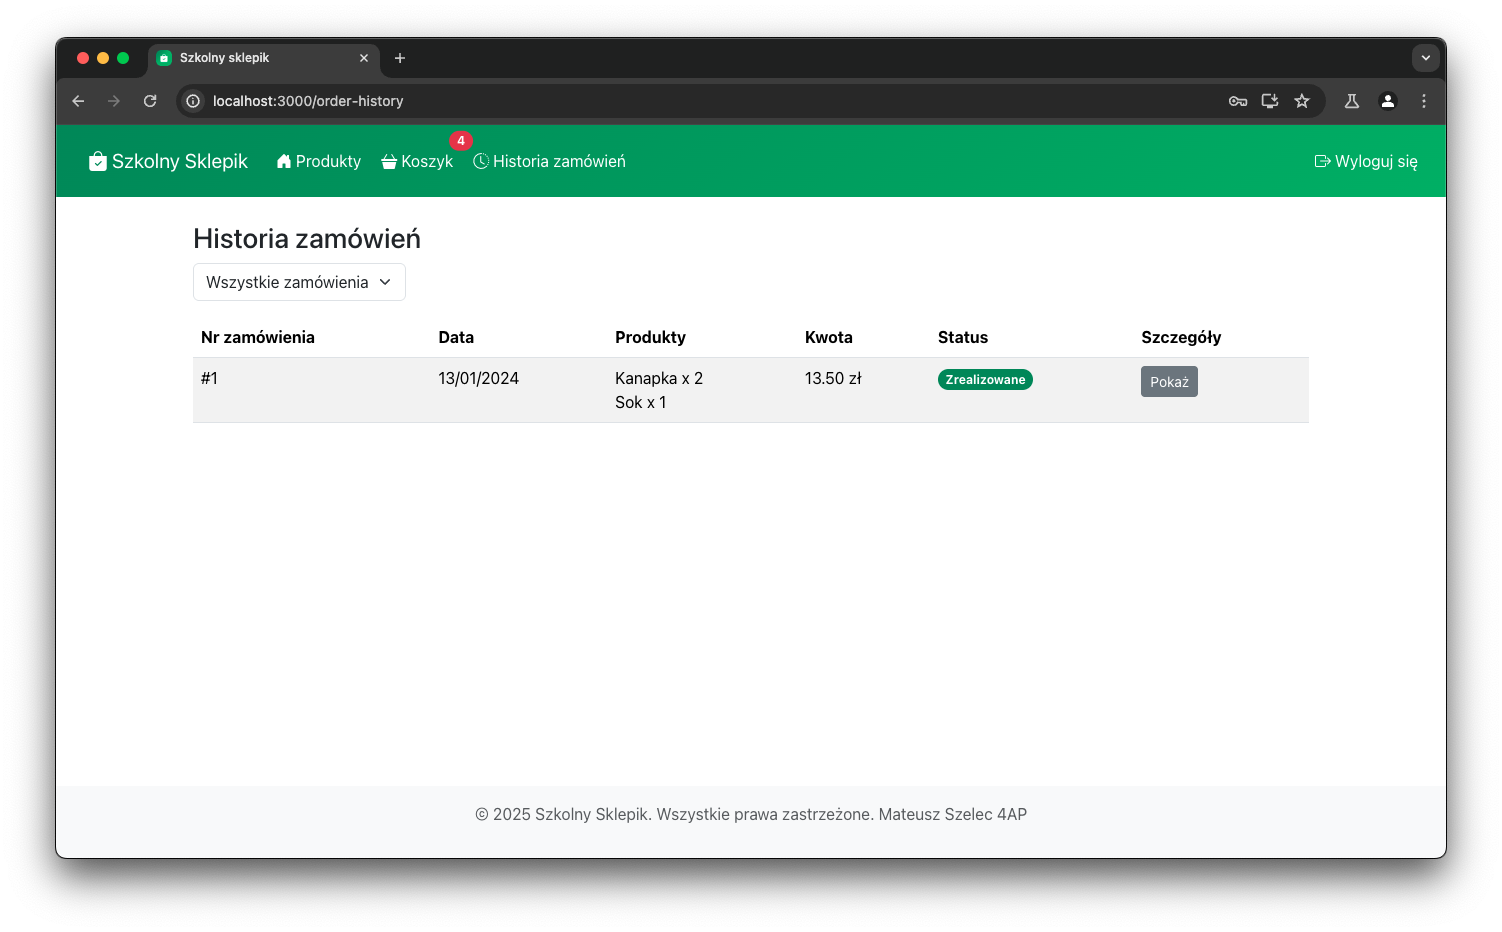 Szkolny sklepik
localhost:3000/order-history
Szkolny Sklepik
Produkty
Koszyk
4
Historia zamówień
Wyloguj się
Historia zamówień
Wszystkie zamówienia
Nr zamówienia Data Produkty Kwota Status Szczegóły
#1 13/01/2024 Kanapka x 2 13.50 zł Zrealizowane Pokaż
Sok x 1
© 2025 Szkolny Sklepik. Wszystkie prawa zastrzeżone. Mateusz Szelec 4AP